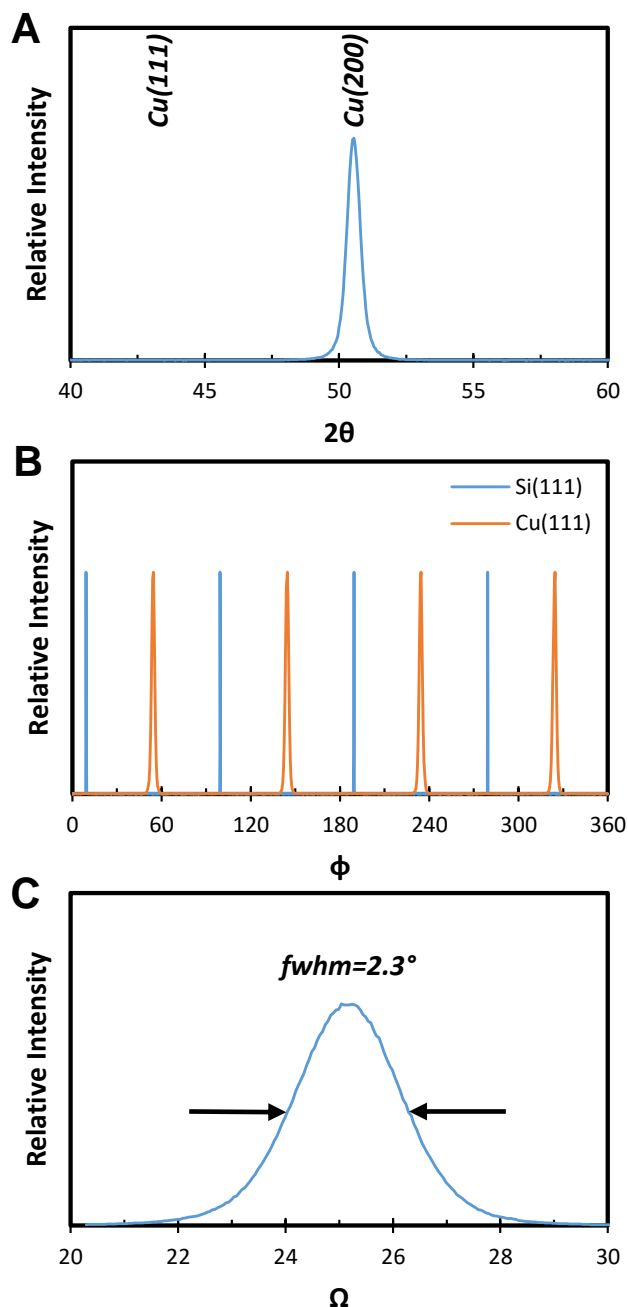 A
Cu(111)
Cu(200)
Relative Intensity
40 45 50 55 60
2θ
B
Si(111)
Cu(111)
Relative Intensity
0 60 120 180 240 300 360
ϕ
C
fwhm=2.3°
Relative Intensity
20 22 24 26 28 30
Ω